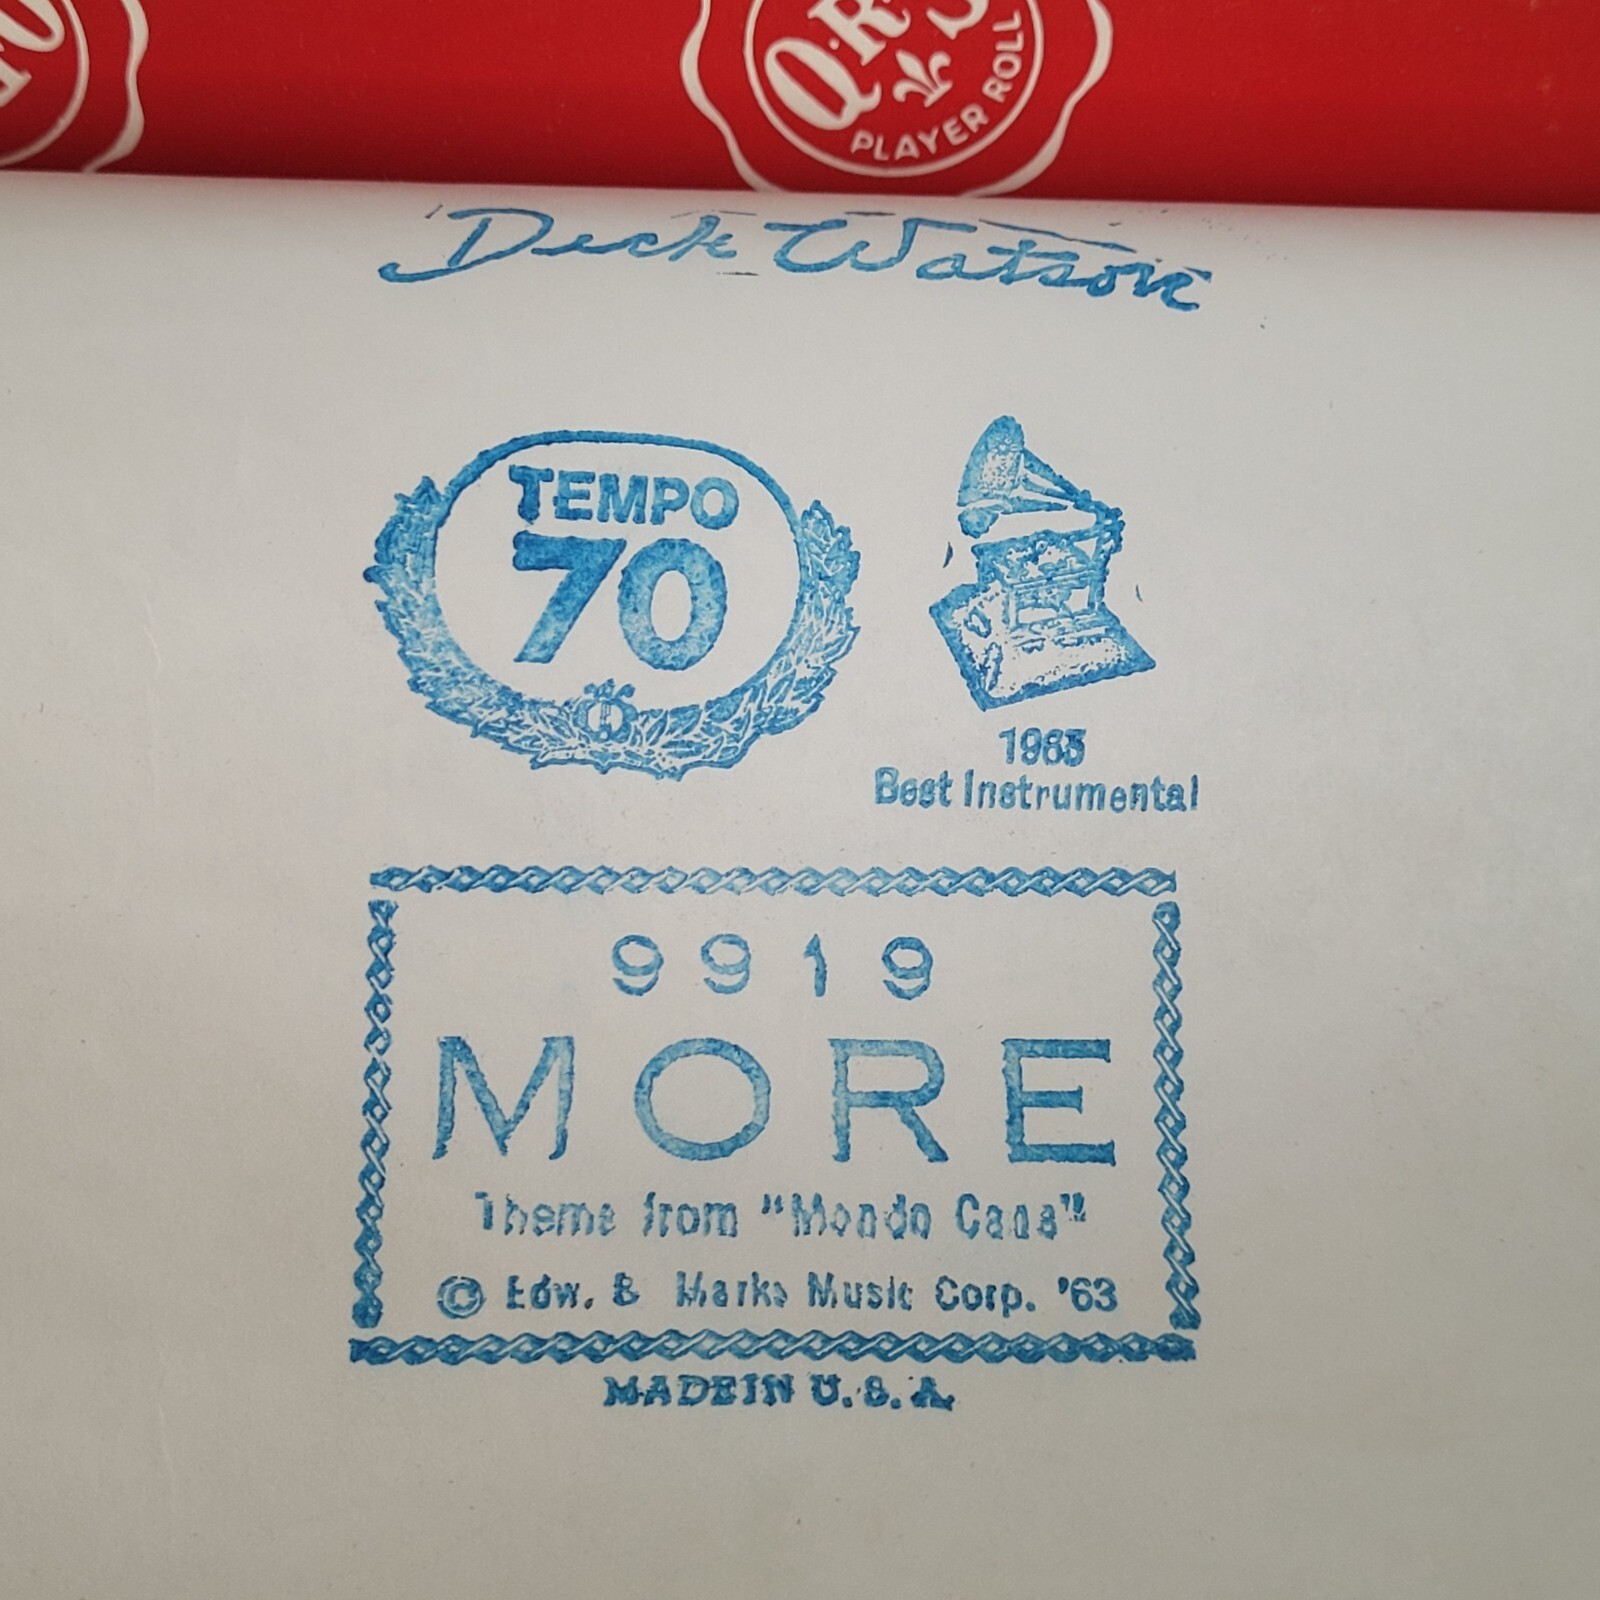 Q·R·S
PLAYER ROLL
Dick Watson
TEMPO
70
Best Instrumental
9919
MORE
Theme from "Mondo Cane"
© Edw. B Marks Music Corp. '63
MADE IN U.S.A.